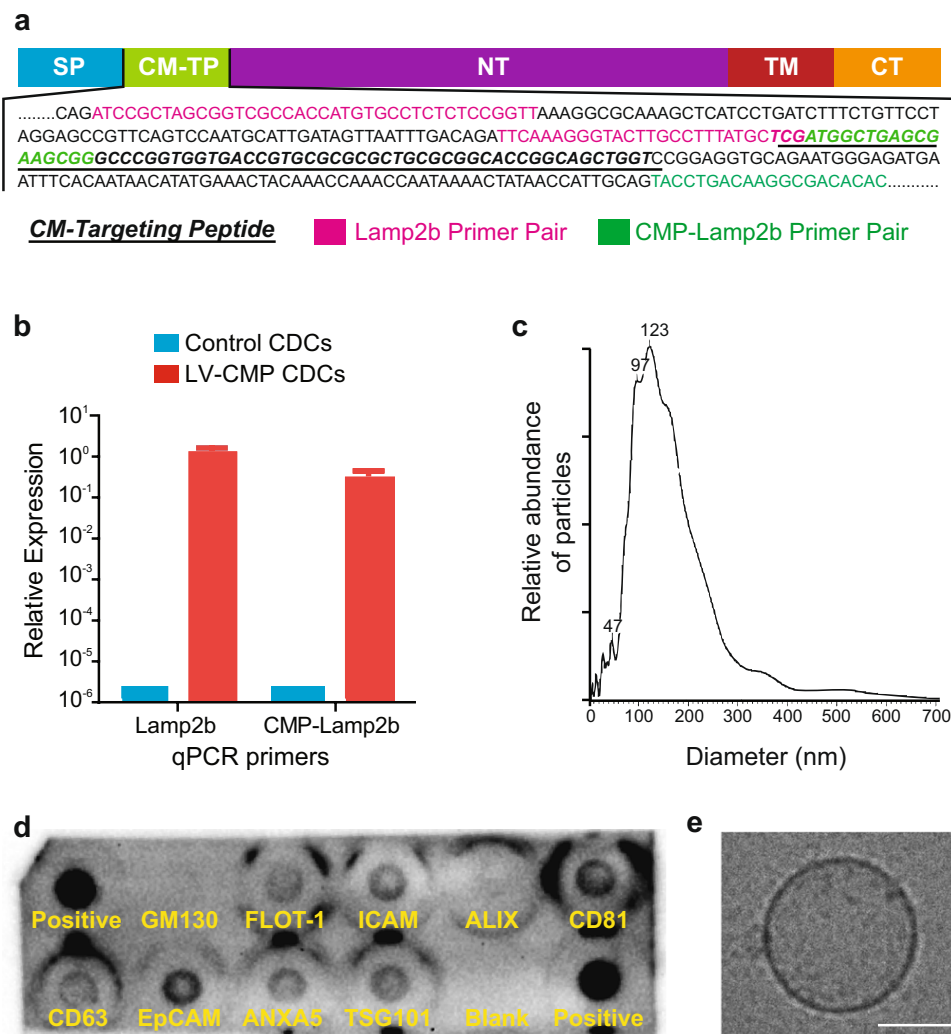 a
SP CM-TP NT TM CT
........CAGATCCGCTAGCGGTCGCCACCATGTGCCTCTCTCCGGTTAAAGGCGCAAAGCTCATCCTGATCTTTCTGTTCCT
AGGAGCCGTTCAGTCCAATGCATTGATAGTTAATTTGACAGATTCAAAGGGTACTTGCCTTTATGCTCGATGGCTGAGCG
AAGCGGGCCCGGTGGTGACCGTGCGCGCGCTGCGCGGCACCGGCAGCTGGTCCGGAGGTGCAGAATGGGAGATGA
ATTTCACAATAACATATGAAACTACAAACCAAACCAATAAAACTATAACCATTGCAGTACCTGACAAGGCGACACAC...........
CM-Targeting Peptide Lamp2b Primer Pair CMP-Lamp2b Primer Pair
b
Control CDCs
LV-CMP CDCs
Relative Expression
10¹
10⁰
10⁻¹
10⁻²
10⁻³
10⁻⁴
10⁻⁵
10⁻⁶
Lamp2b CMP-Lamp2b
qPCR primers
c
Relative abundance
of particles
123
97
47
0 100 200 300 400 500 600 700
Diameter (nm)
d
Positive GM130 FLOT-1 ICAM ALIX CD81
CD63 EpCAM ANXA5 TSG101 Blank Positive
e